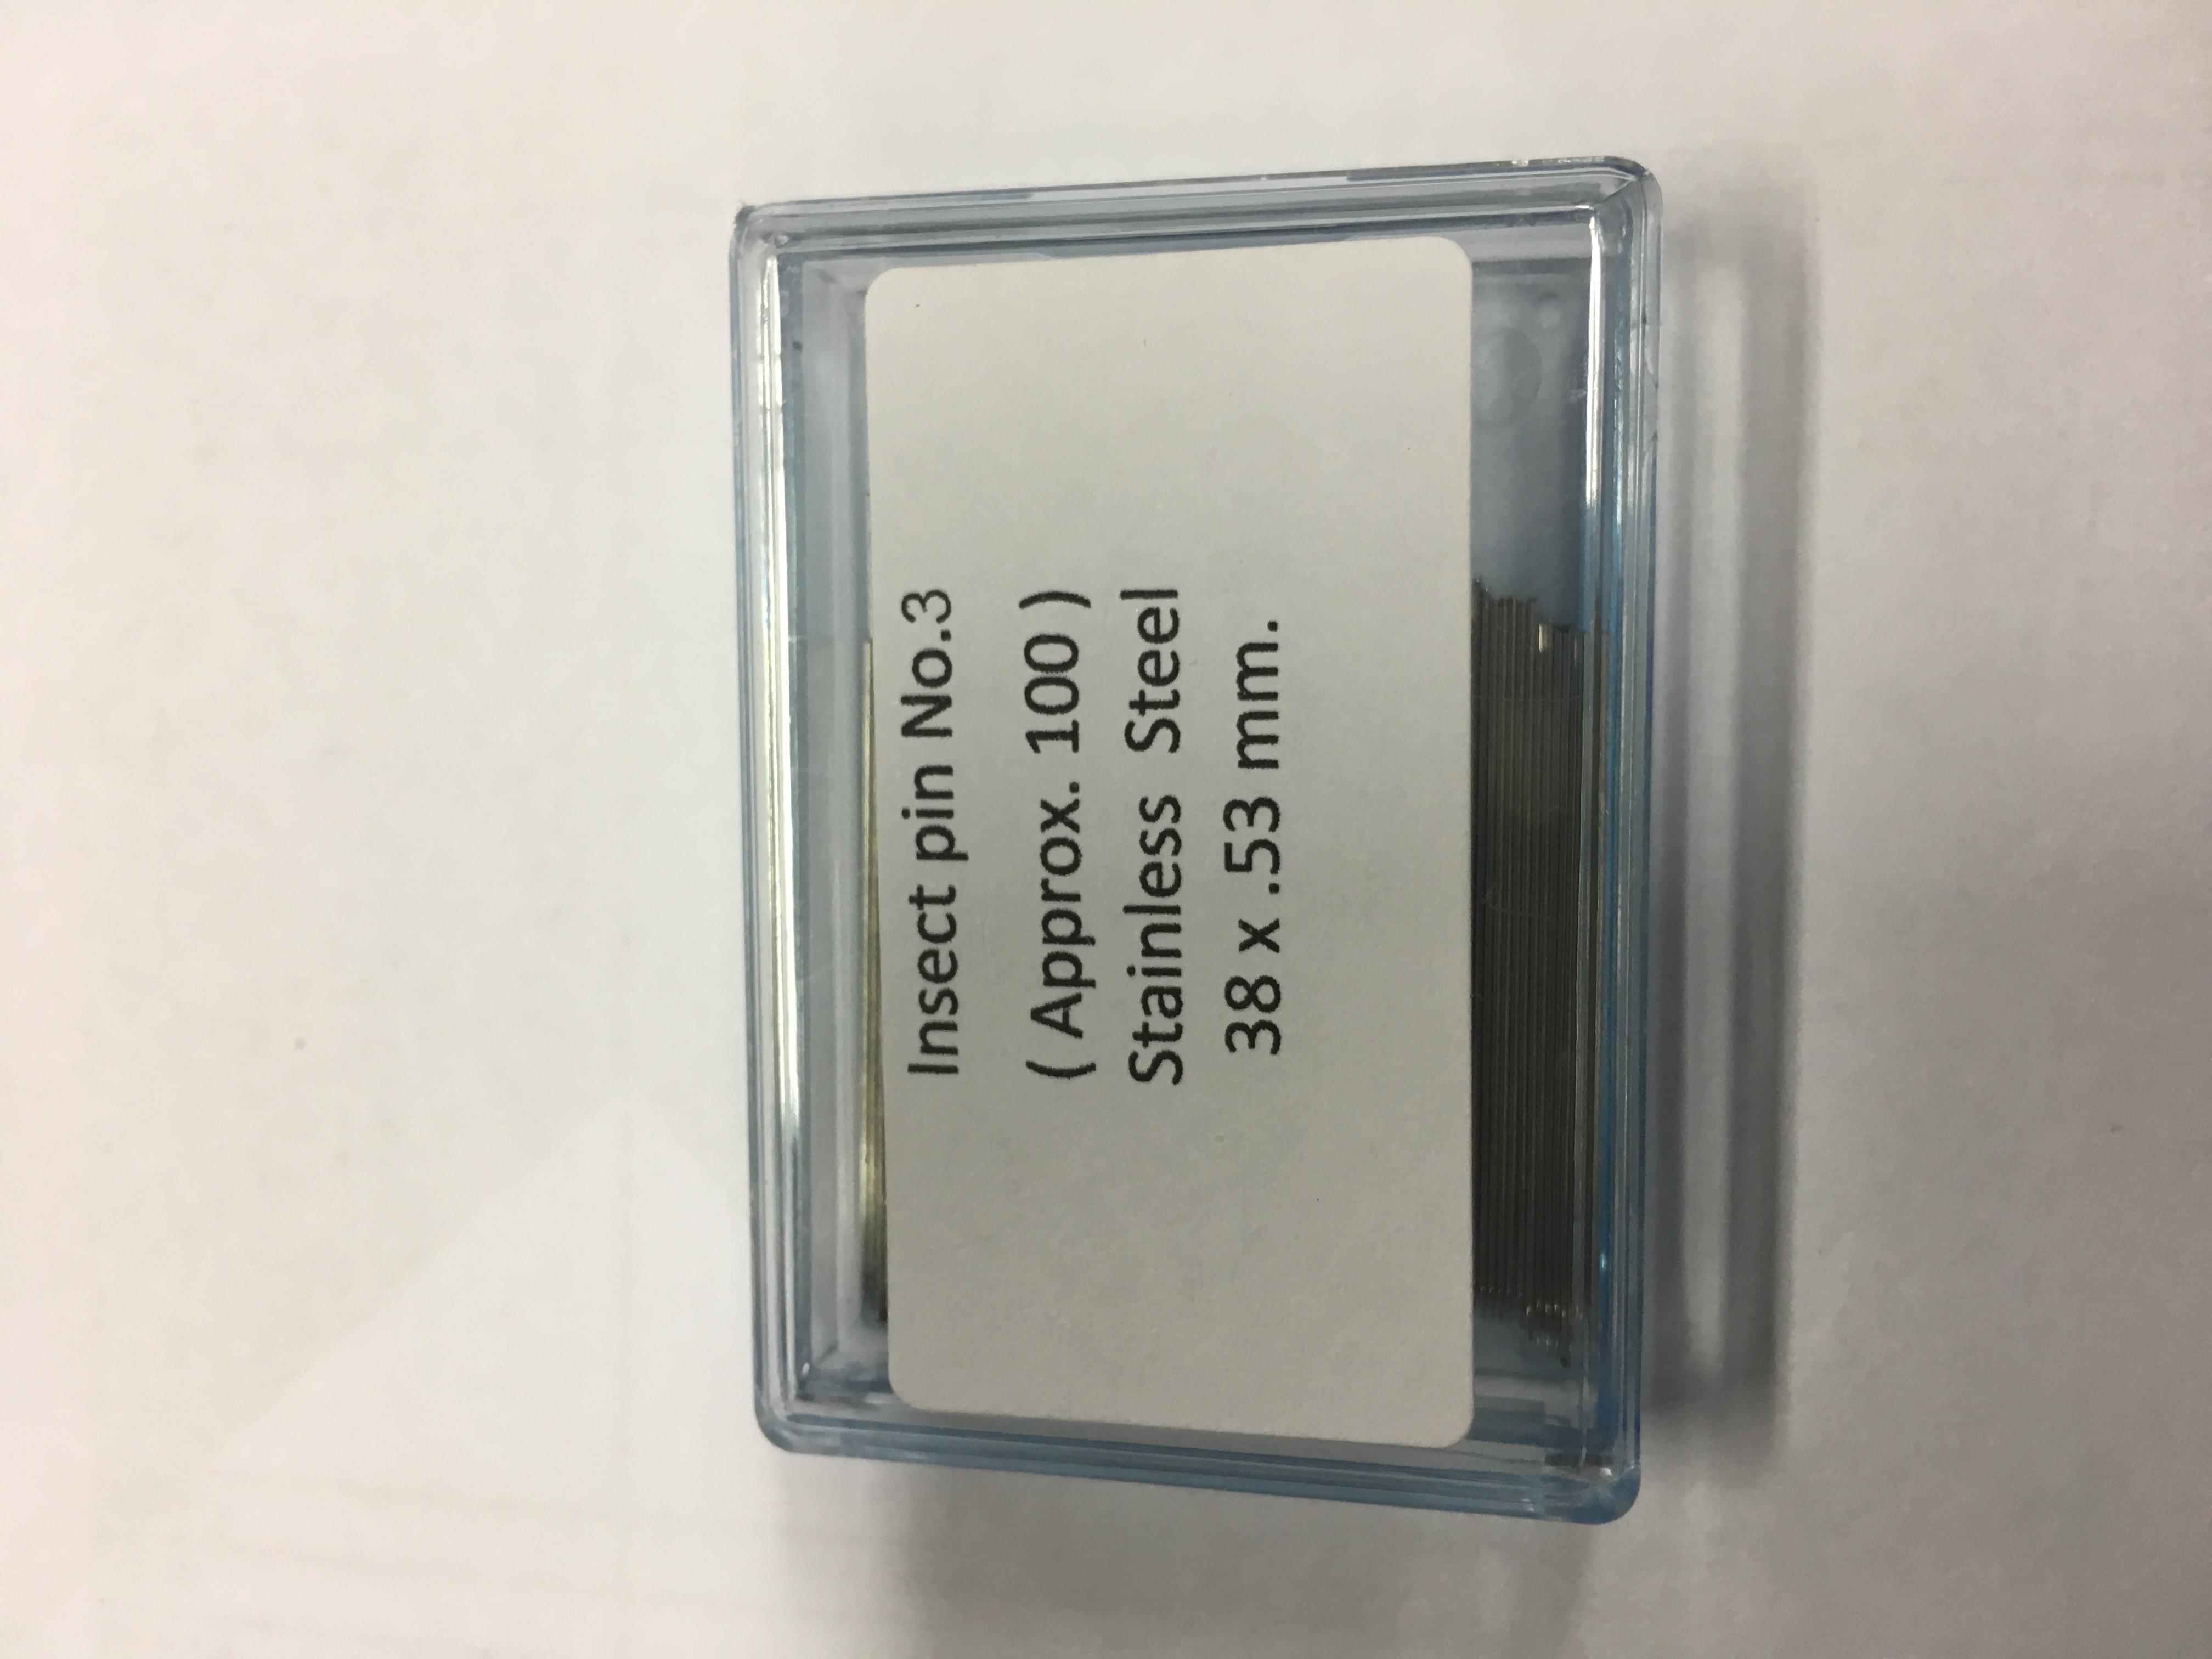 Insect pin No.3
( Approx. 100 )
Stainless Steel
38 x .53 mm.